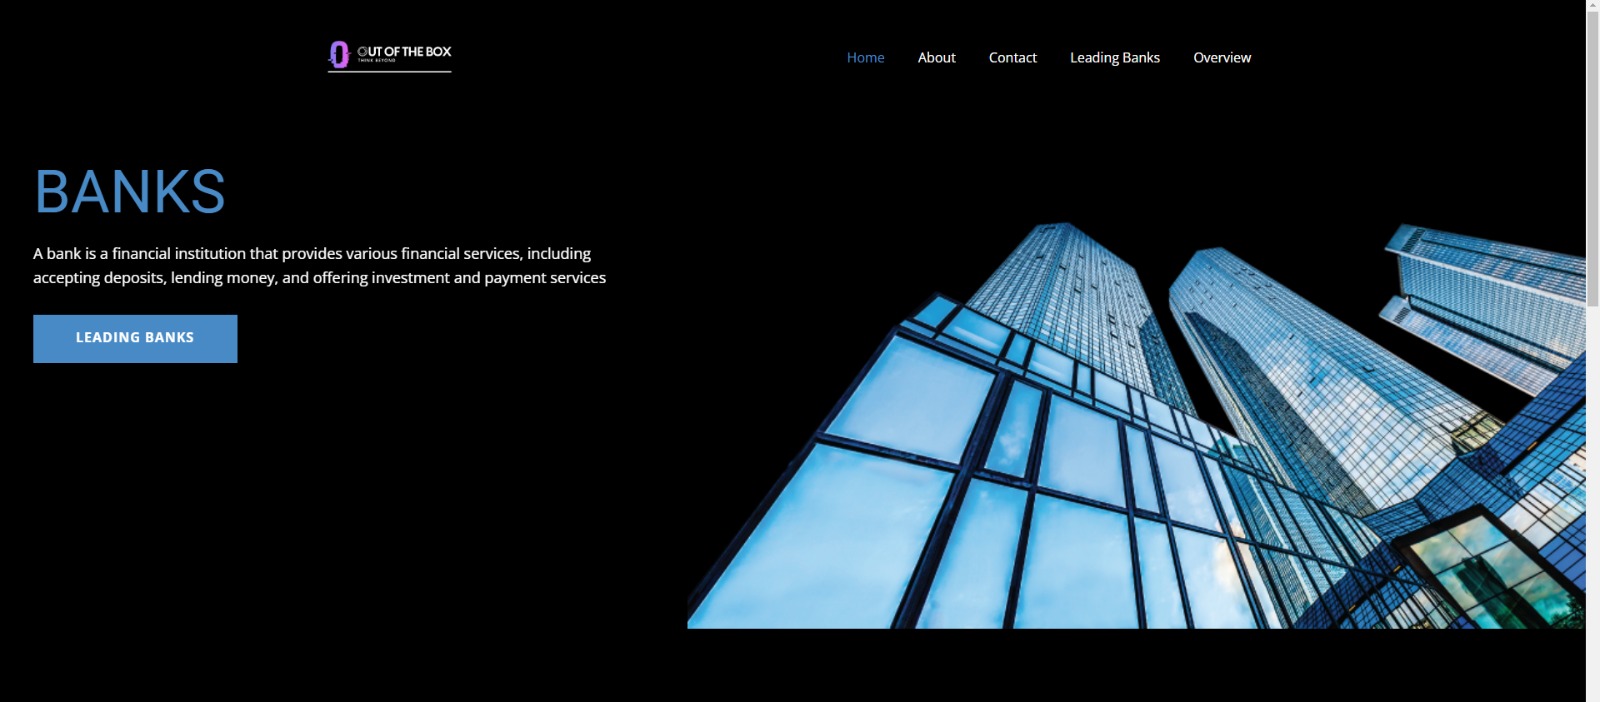 OUT OF THE BOX
THINK BEYOND
Home
About
Contact
Leading Banks
Overview
BANKS
A bank is a financial institution that provides various financial services, including
accepting deposits, lending money, and offering investment and payment services
LEADING BANKS